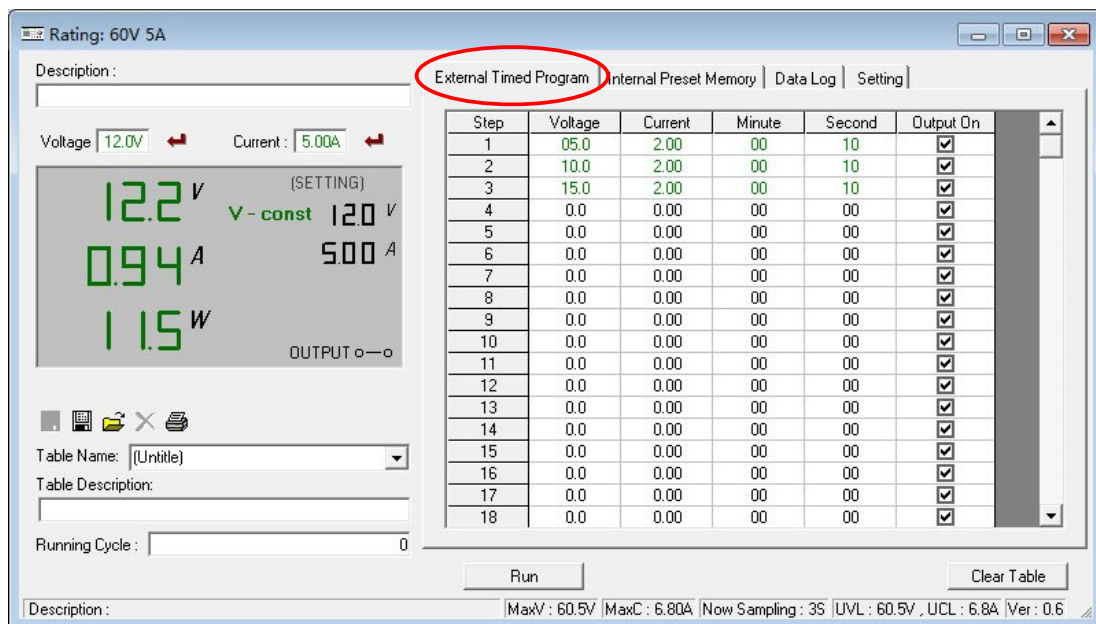 Rating: 60V 5A
Description :
Voltage 12.0V Current : 5.00A
12.2 V (SETTING)
V - const 12.0 V
0.94 A 5.00 A
11.5 W
OUTPUT o—o
Table Name: (Untitle)
Table Description:
Running Cycle : 0
External Timed Program Internal Preset Memory Data Log Setting
Step Voltage Current Minute Second Output On
1 05.0 2.00 00 10
2 10.0 2.00 00 10
3 15.0 2.00 00 10
4 0.0 0.00 00 00
5 0.0 0.00 00 00
6 0.0 0.00 00 00
7 0.0 0.00 00 00
8 0.0 0.00 00 00
9 0.0 0.00 00 00
10 0.0 0.00 00 00
11 0.0 0.00 00 00
12 0.0 0.00 00 00
13 0.0 0.00 00 00
14 0.0 0.00 00 00
15 0.0 0.00 00 00
16 0.0 0.00 00 00
17 0.0 0.00 00 00
18 0.0 0.00 00 00
Run Clear Table
Description : MaxV : 60.5V MaxC : 6.80A Now Sampling : 3S UVL : 60.5V , UCL : 6.8A Ver : 0.6